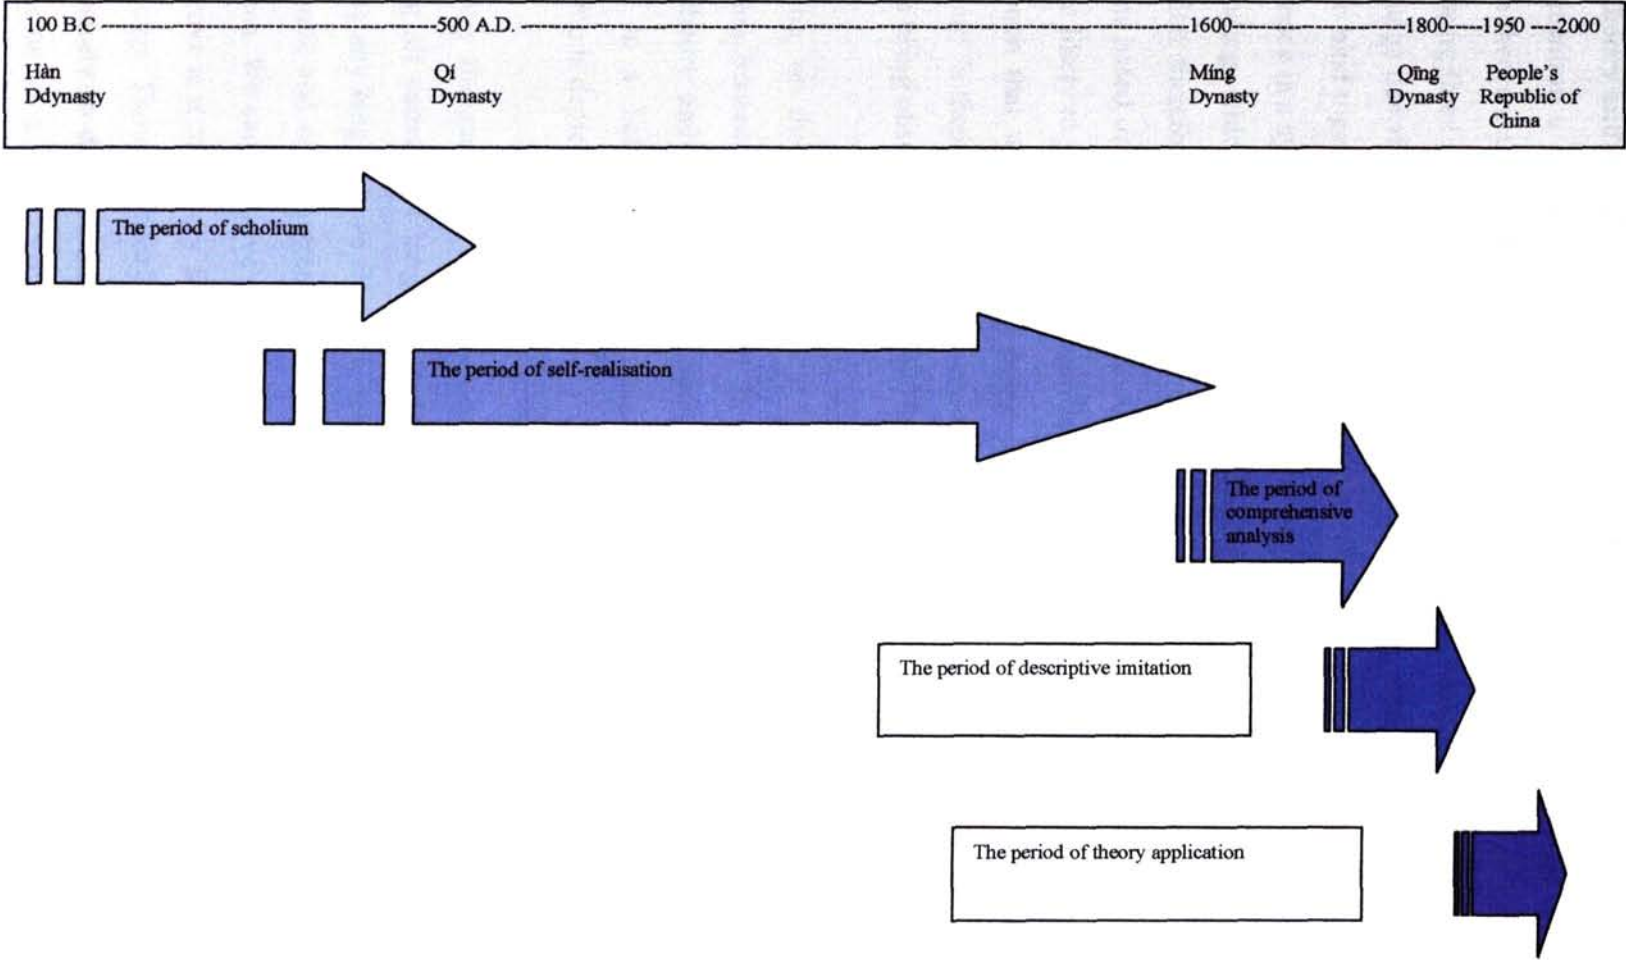 100 B.C -----------------------------------------------500 A.D. -----------------------------------------------------------------------------------------------1600-------------------------1800-----1950 ----2000
Hàn Qí Míng Qīng People's
Ddynasty Dynasty Dynasty Dynasty Republic of
China
The period of scholium
The period of self-realisation
The period of
comprehensive
analysis
The period of descriptive imitation
The period of theory application